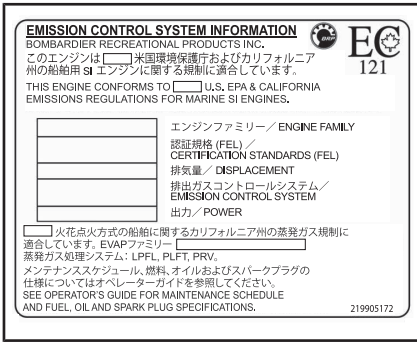 EMISSION CONTROL SYSTEM INFORMATION
BOMBARDIER RECREATIONAL PRODUCTS INC.
このエンジンは 米国環境保護庁およびカリフォルニア
州の船舶用 SI エンジンに関する規制に適合しています。
THIS ENGINE CONFORMS TO U.S. EPA & CALIFORNIA
EMISSIONS REGULATIONS FOR MARINE SI ENGINES.
BRP
EC
121
エンジンファミリー／ENGINE FAMILY
認証規格 (FEL) ／
CERTIFICATION STANDARDS (FEL)
排気量／ DISPLACEMENT
排出ガスコントロールシステム／
EMISSION CONTROL SYSTEM
出力／POWER
火花点火方式の船舶に関するカリフォルニア州の蒸発ガス規制に
適合しています。EVAPファミリー
蒸発ガス処理システム：LPFL, PLFT, PRV。
メンテナンススケジュール、燃料、オイルおよびスパークプラグの
仕様についてはオペレーターガイドを参照してください。
SEE OPERATOR'S GUIDE FOR MAINTENANCE SCHEDULE
AND FUEL, OIL AND SPARK PLUG SPECIFICATIONS.
219905172